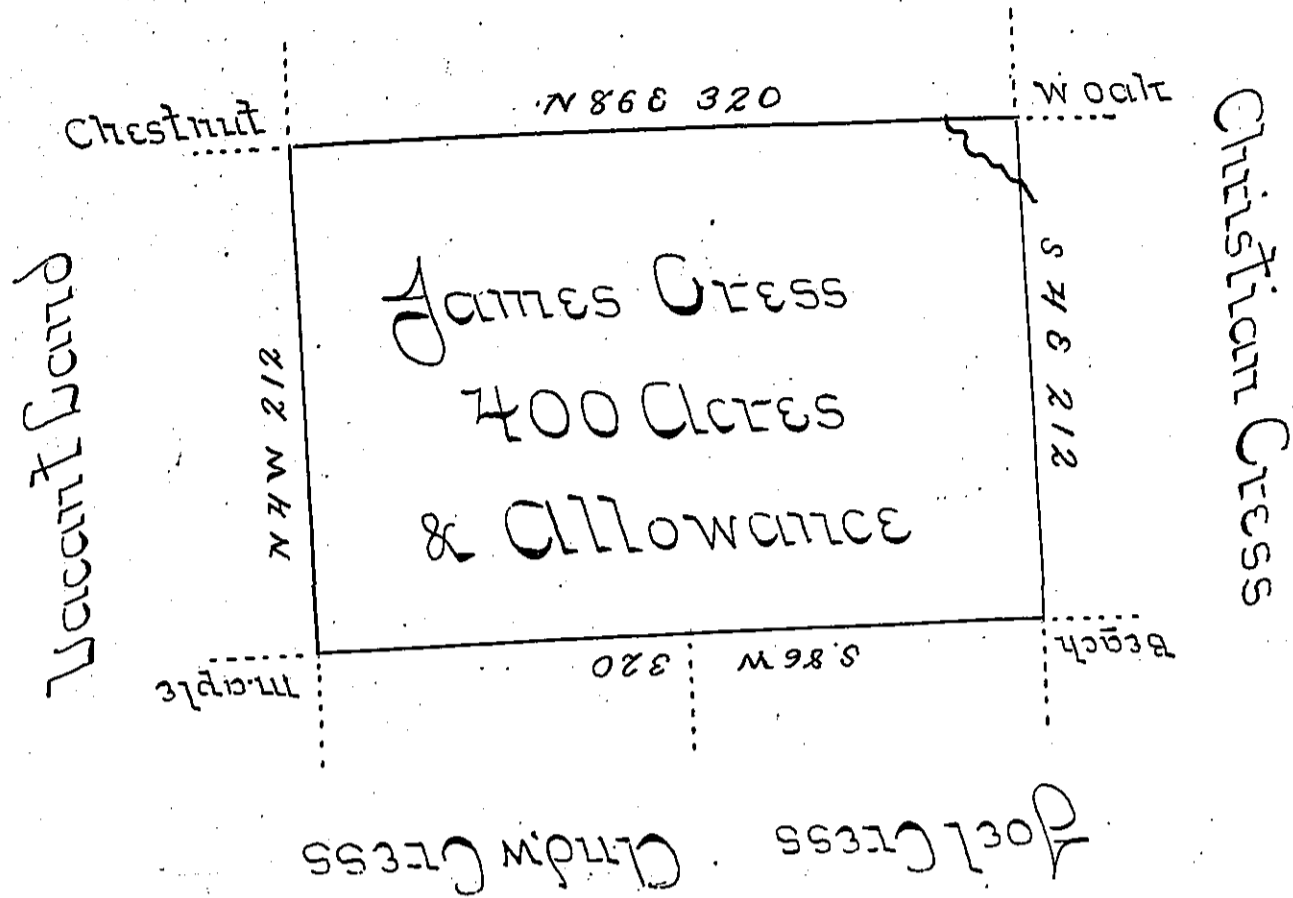 N 86 E 320
Chestnut
W oak
James Cress
400 Acres
& Allowance
Vacant Land
N 4 W 212
S 4 E 212
Christian Cress
maple
S. 86 W 320
Beach
Joel Cress
Andw Cress